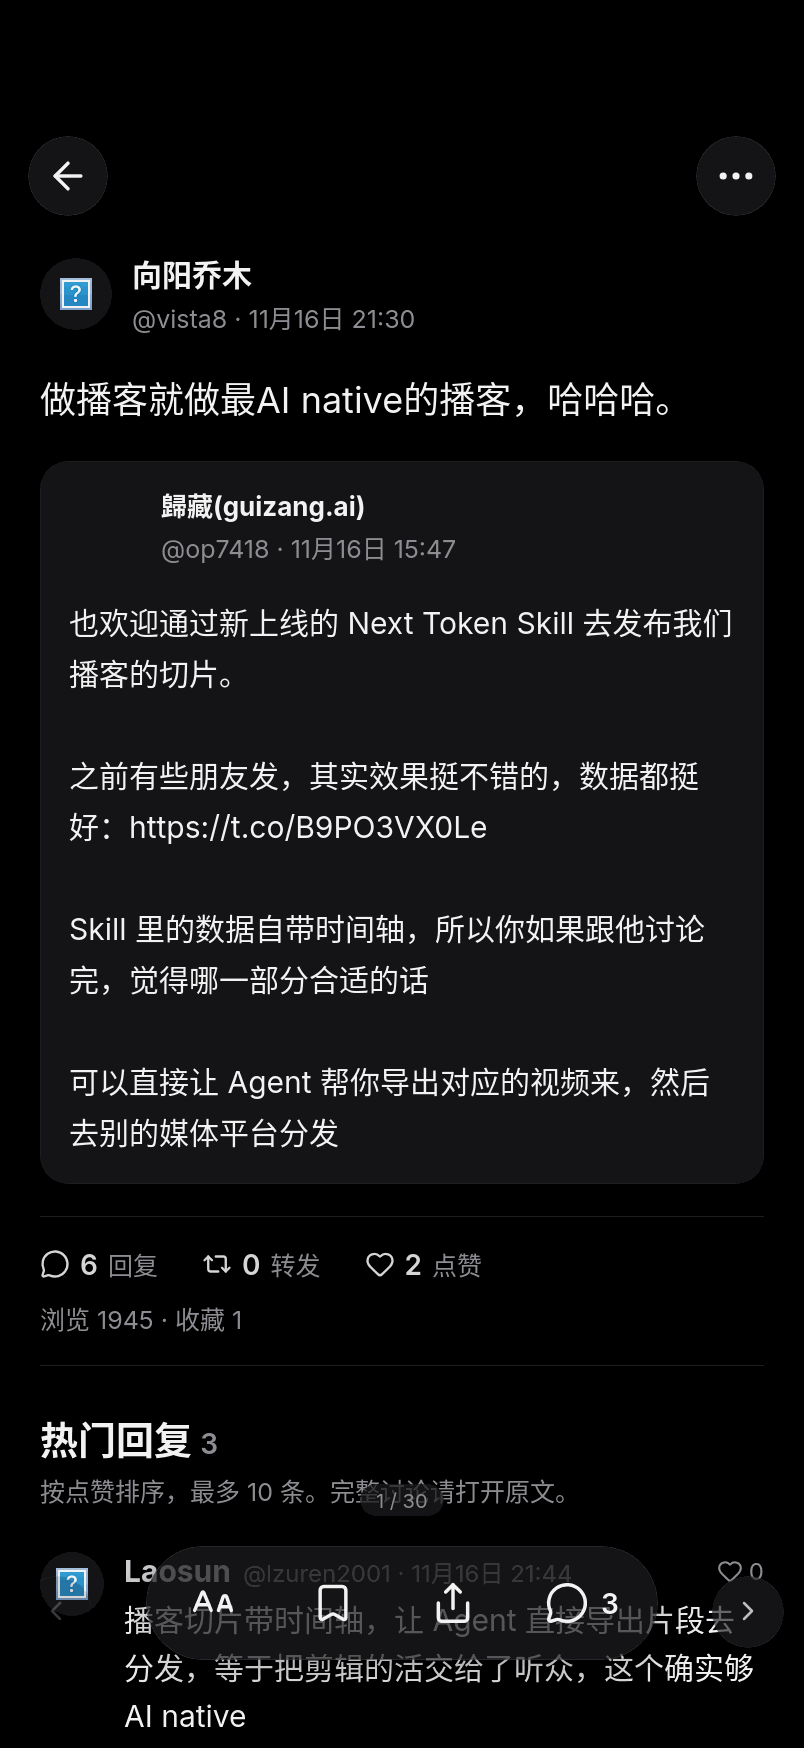 向阳乔木
@vista8 · 11月16日 21:30
做播客就做最AI native的播客，哈哈哈。
歸藏(guizang.ai)
@op7418 · 11月16日 15:47
也欢迎通过新上线的 Next Token Skill 去发布我们
播客的切片。
之前有些朋友发，其实效果挺不错的，数据都挺
好：https://t.co/B9PO3VX0Le
Skill 里的数据自带时间轴，所以你如果跟他讨论
完，觉得哪一部分合适的话
可以直接让 Agent 帮你导出对应的视频来，然后
去别的媒体平台分发
6 回复 0 转发 2 点赞
浏览 1945 · 收藏 1
热门回复 3
按点赞排序，最多 10 条。完整讨论请打开原文。
1 / 30
Laosun @lzuren2001 · 11月16日 21:44 0
AA 3
播客切片带时间轴，让 Agent 直接导出片段去
分发，等于把剪辑的活交给了听众，这个确实够
AI native